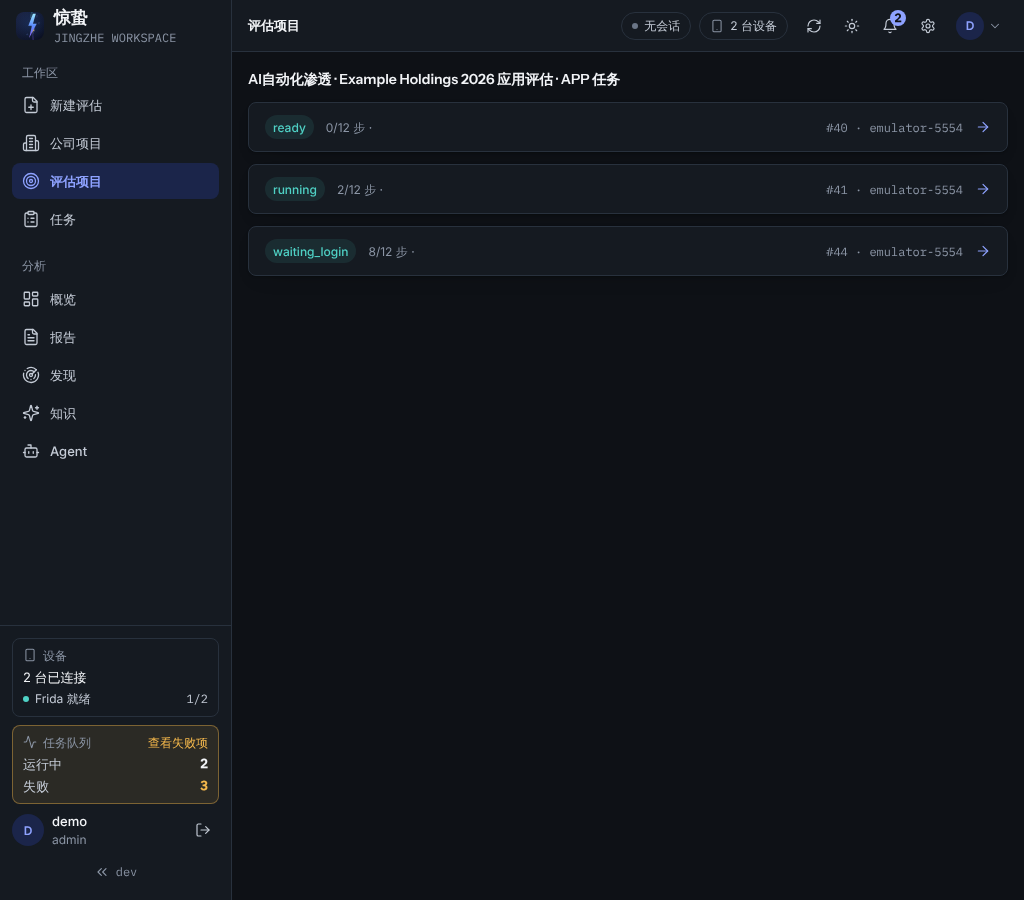 惊蛰
JINGZHE WORKSPACE
工作区
新建评估
公司项目
评估项目
任务
分析
概览
报告
发现
知识
Agent
设备
2 台已连接
Frida 就绪 1/2
任务队列 查看失败项
运行中 2
失败 3
D demo
admin
dev
评估项目 无会话 2 台设备 2 D
AI自动化渗透 · Example Holdings 2026 应用评估 · APP 任务
ready 0/12 步 · #40 · emulator-5554
running 2/12 步 · #41 · emulator-5554
waiting_login 8/12 步 · #44 · emulator-5554